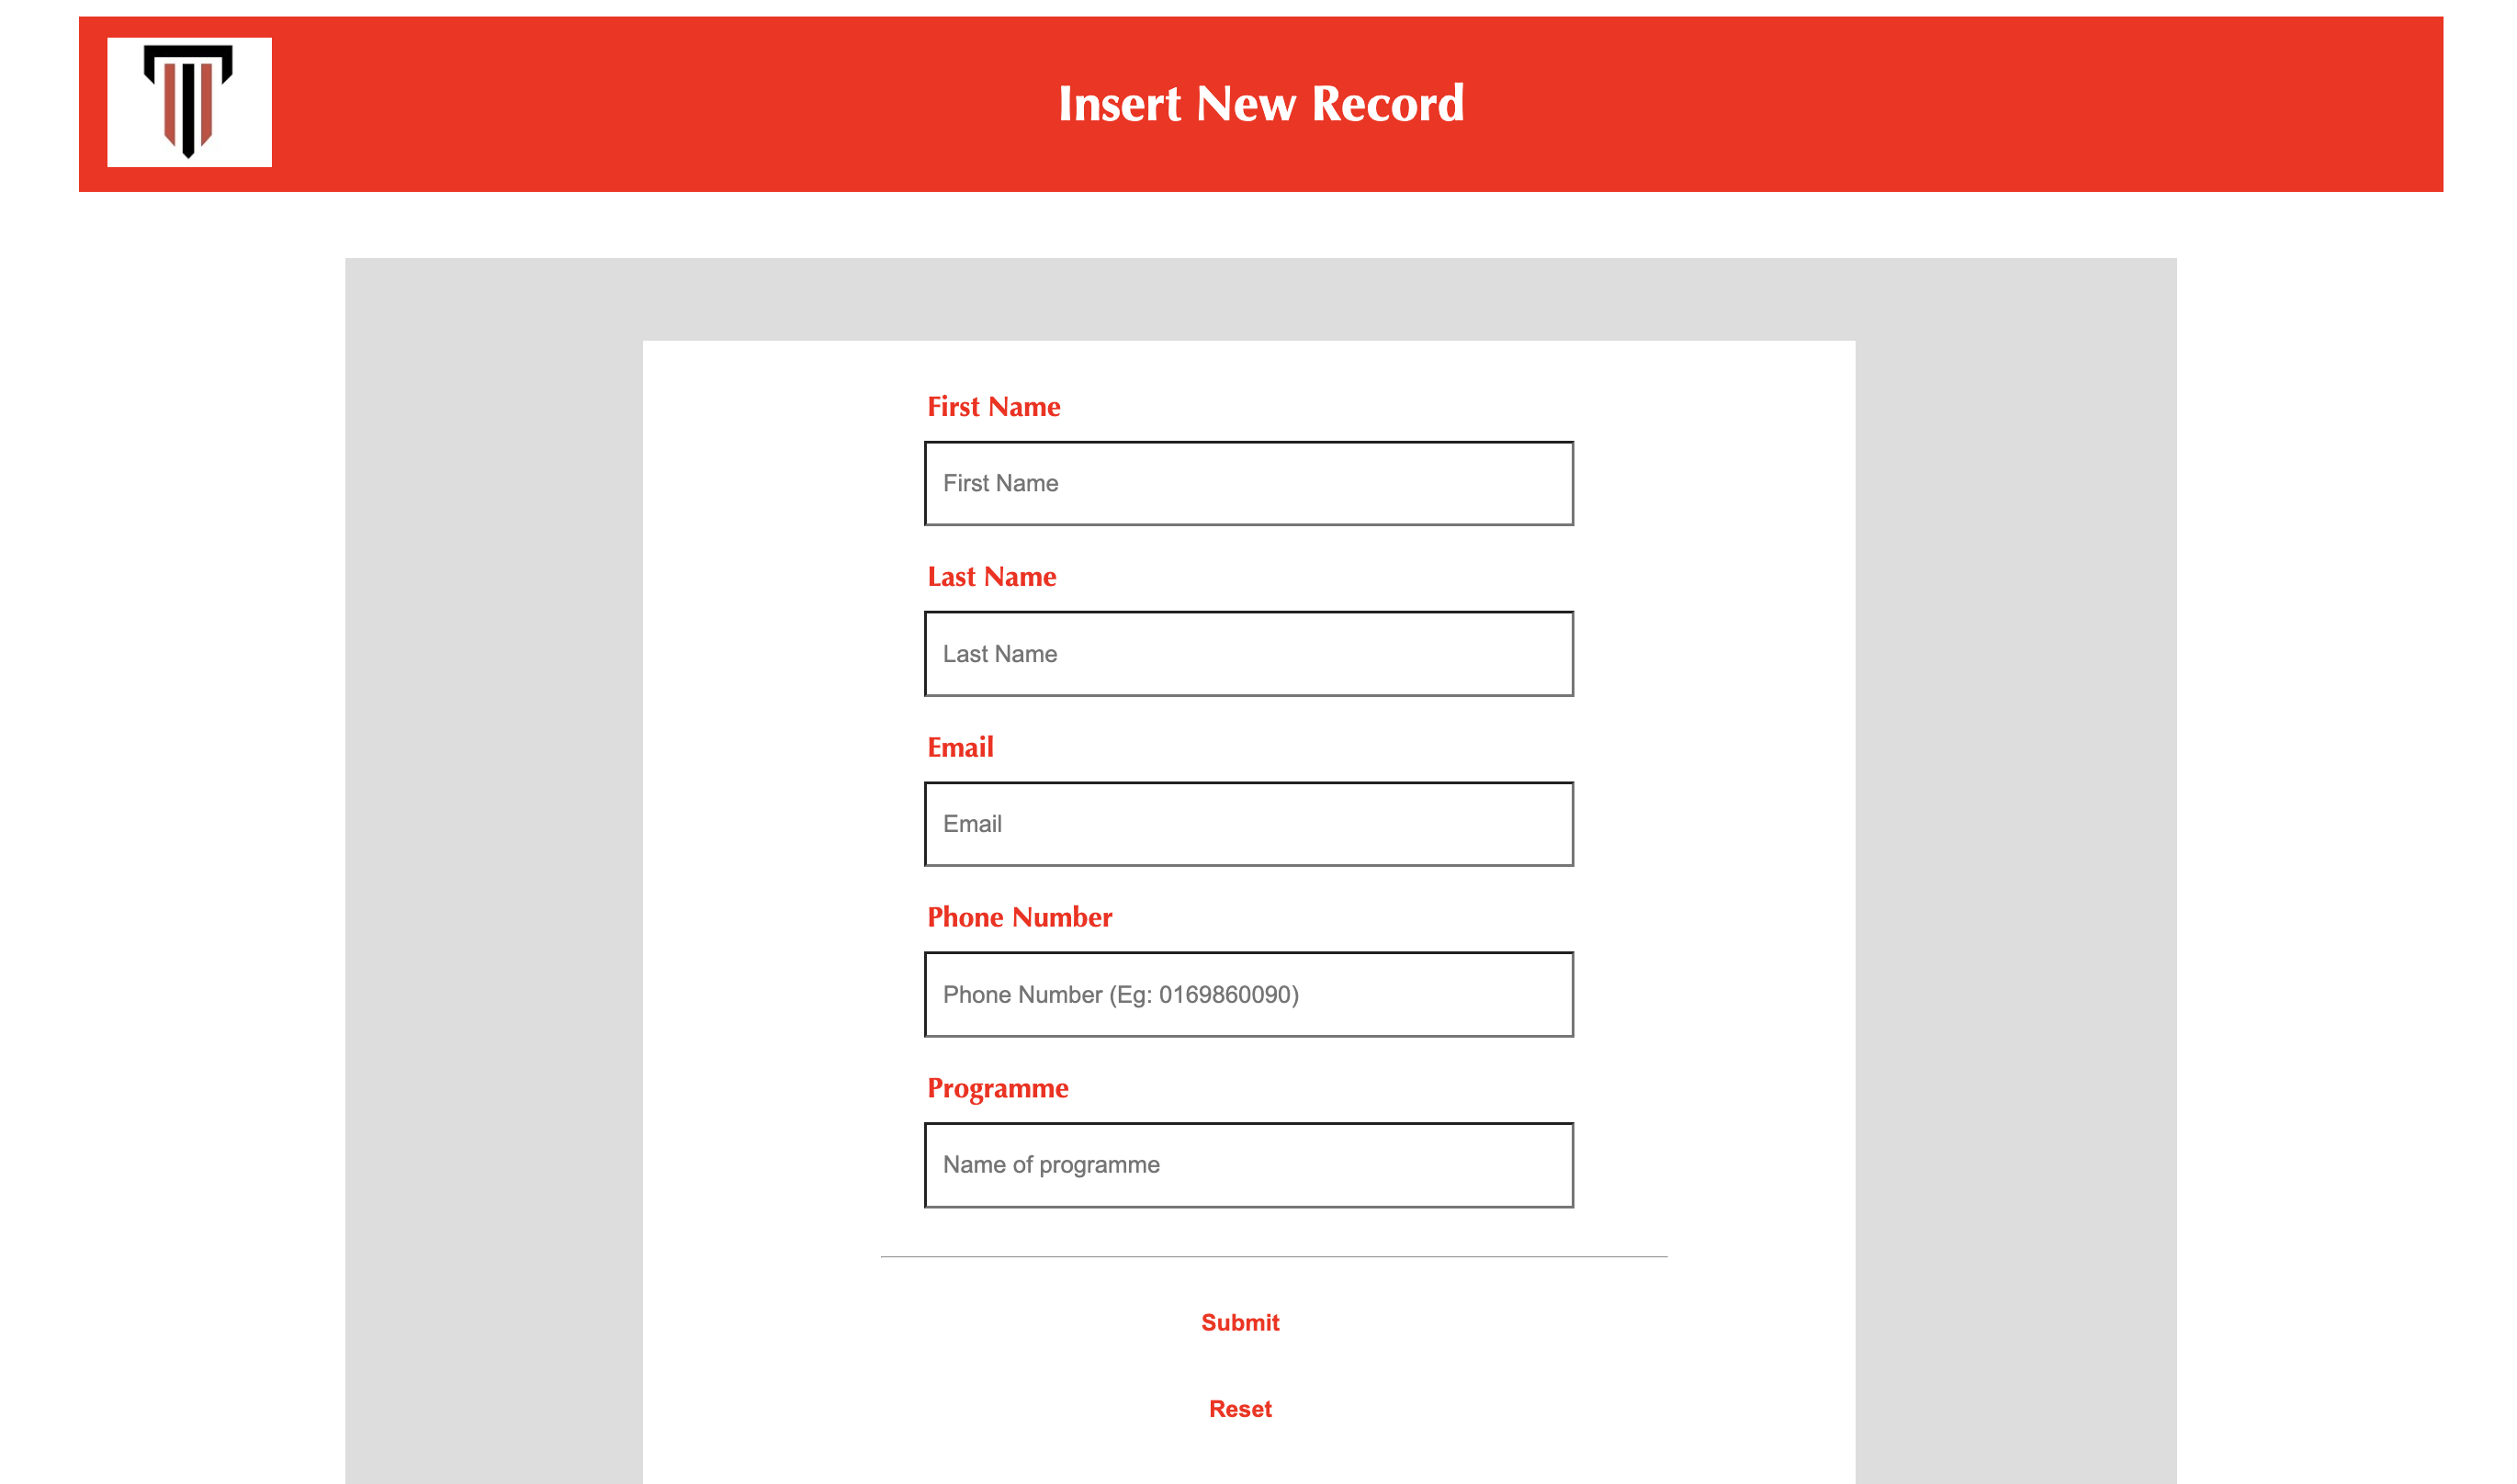 Insert New Record
First Name
First Name
Last Name
Last Name
Email
Email
Phone Number
Phone Number (Eg: 0169860090)
Programme
Name of programme
Submit
Reset